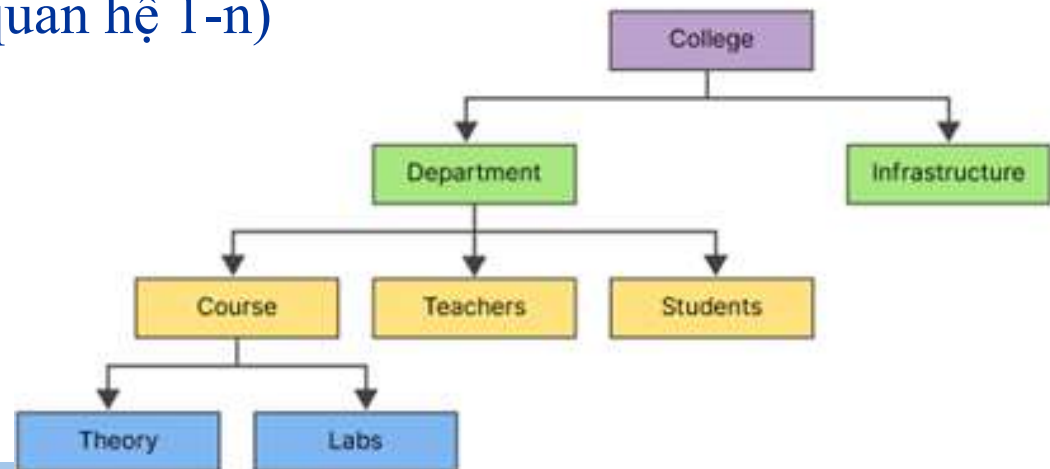 quan hệ 1-n)
College
Department
Infrastructure
Course
Teachers
Students
Theory
Labs